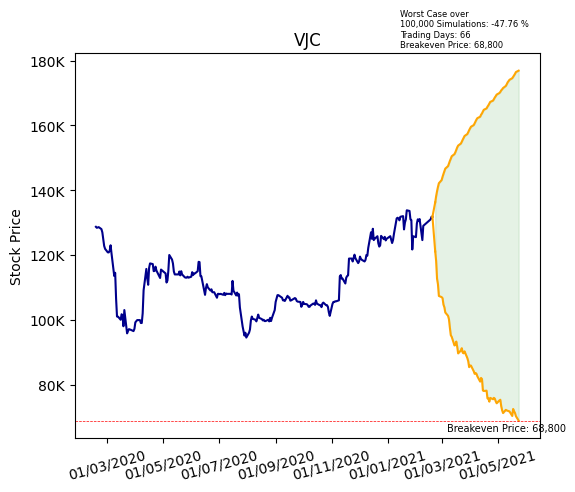 Worst Case over
100,000 Simulations: -47.76 %
Trading Days: 66
Breakeven Price: 68,800
VJC
Stock Price
180K
160K
140K
120K
100K
80K
Breakeven Price: 68,800
01/03/2020
01/05/2020
01/07/2020
01/09/2020
01/11/2020
01/01/2021
01/03/2021
01/05/2021